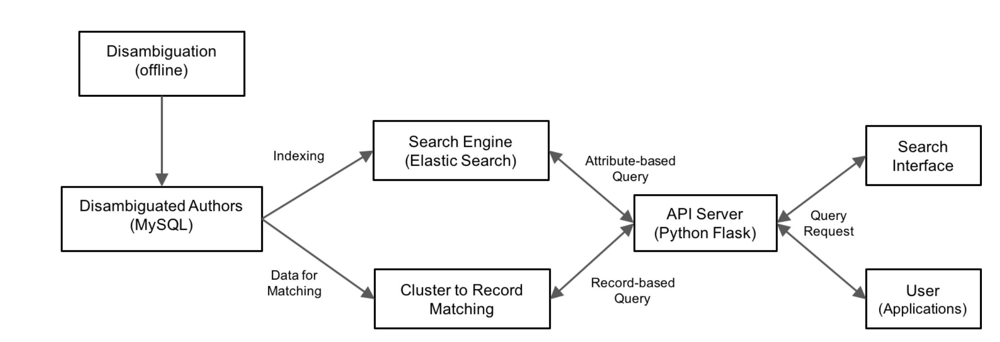 Disambiguation
(offline)
Disambiguated Authors
(MySQL)
Indexing
Data for
Matching
Search Engine
(Elastic Search)
Cluster to Record
Matching
Attribute-based
Query
Record-based
Query
API Server
(Python Flask)
Query
Request
Search
Interface
User
(Applications)